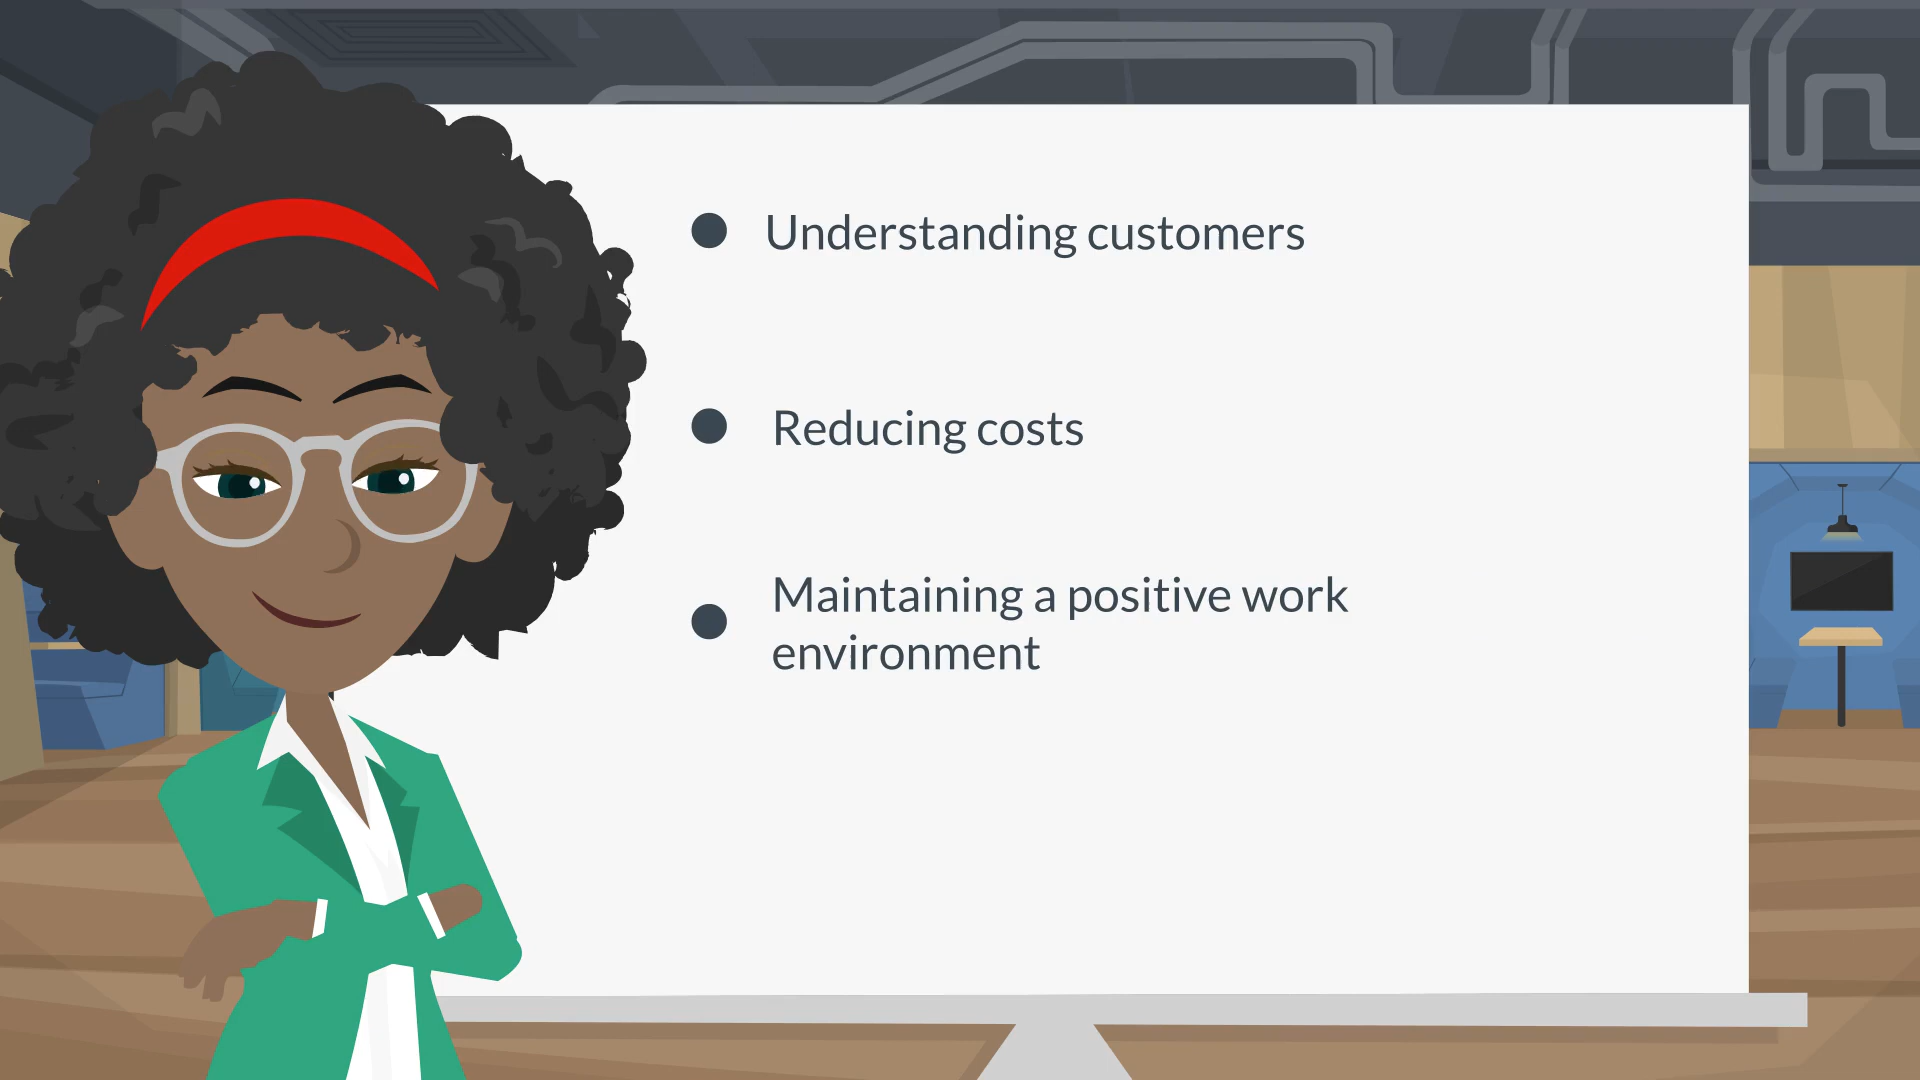 Understanding customers
Reducing costs
Maintaining a positive work
environment